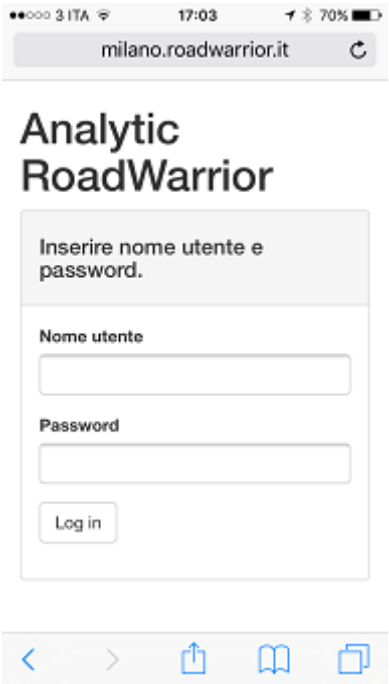 3 ITA 17:03 70%
milano.roadwarrior.it
Analytic
RoadWarrior
Inserire nome utente e
password.
Nome utente
Password
Log in